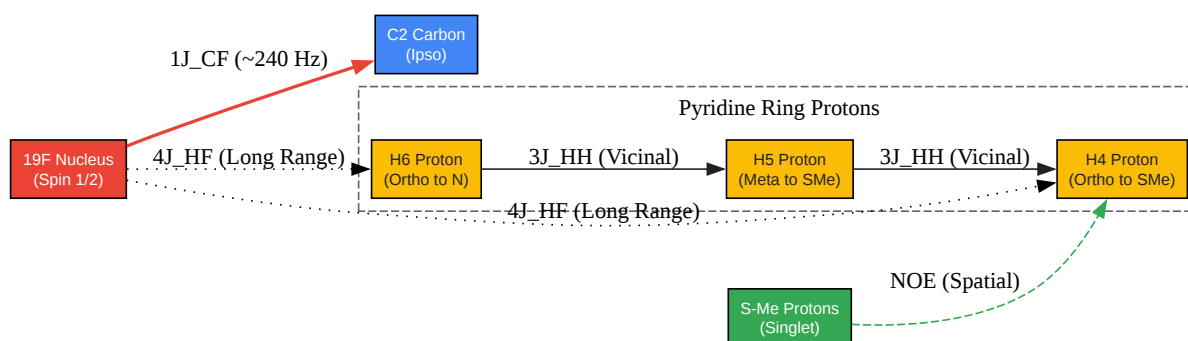 C2 Carbon
(Ipso)
1J_CF (~240 Hz)
Pyridine Ring Protons
19F Nucleus
(Spin 1/2)
4J_HF (Long Range)
H6 Proton
(Ortho to N)
3J_HH (Vicinal)
H5 Proton
(Meta to SMe)
3J_HH (Vicinal)
H4 Proton
(Ortho to SMe)
4J_HF (Long Range)
NOE (Spatial)
S-Me Protons
(Singlet)